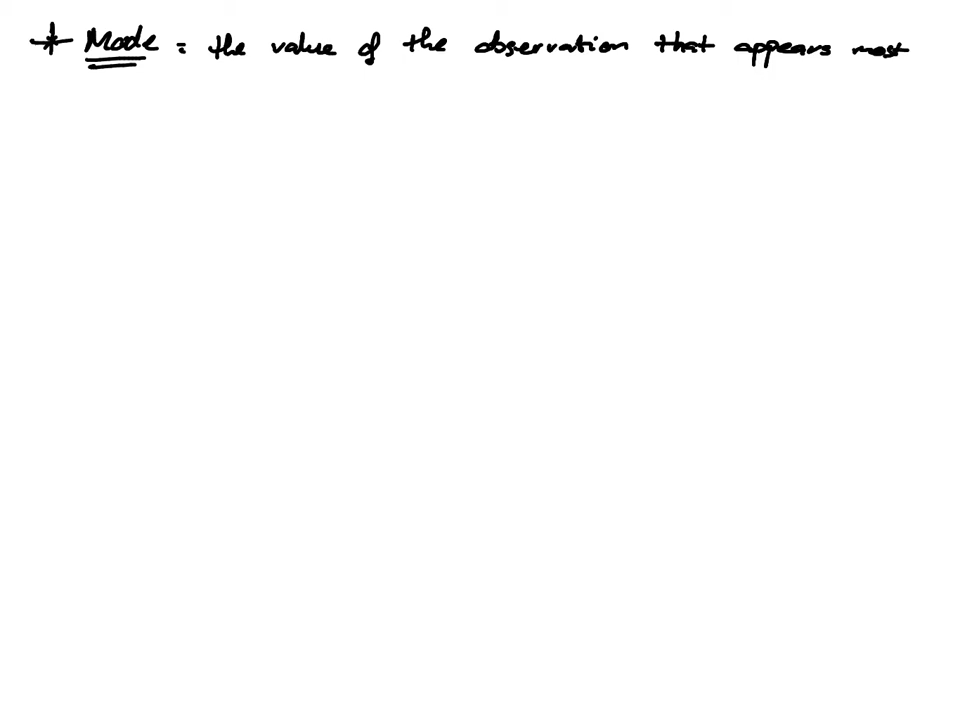 * Mode : the value of the observation that appears most